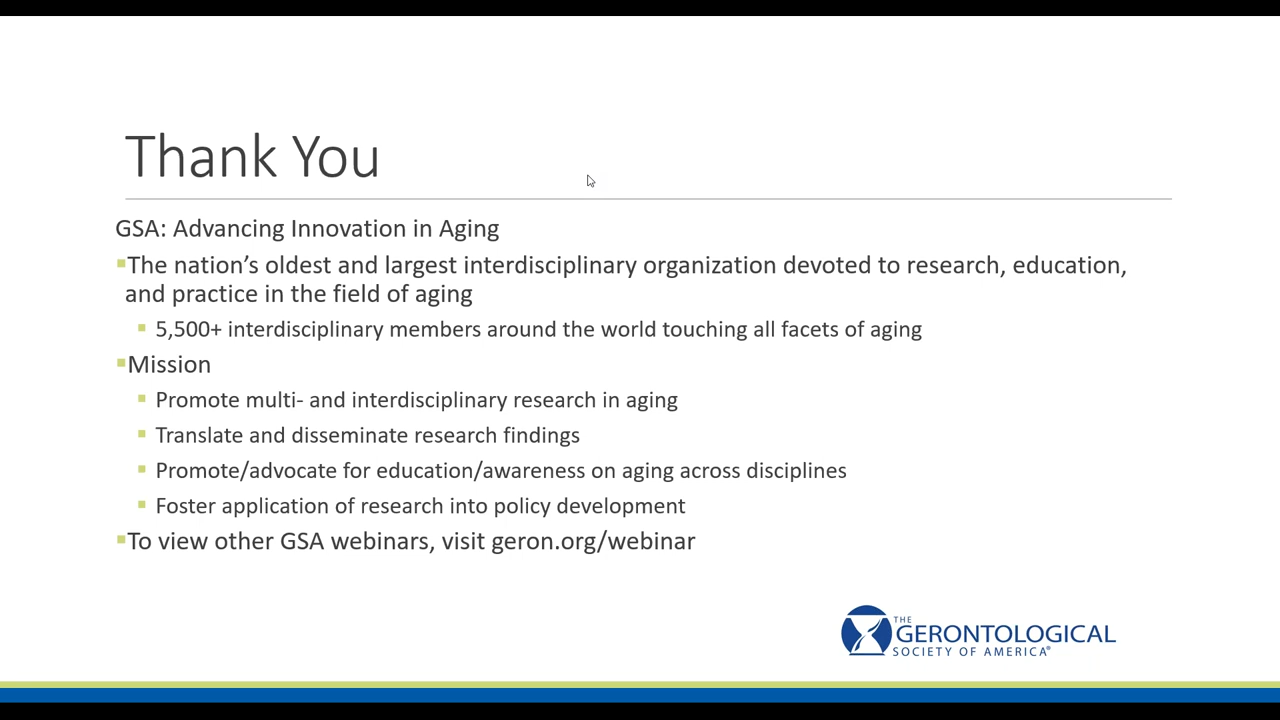 Thank You
GSA: Advancing Innovation in Aging
▪The nation’s oldest and largest interdisciplinary organization devoted to research, education,
and practice in the field of aging
▪ 5,500+ interdisciplinary members around the world touching all facets of aging
▪Mission
▪ Promote multi- and interdisciplinary research in aging
▪ Translate and disseminate research findings
▪ Promote/advocate for education/awareness on aging across disciplines
▪ Foster application of research into policy development
▪To view other GSA webinars, visit geron.org/webinar
THE
GERONTOLOGICAL
SOCIETY OF AMERICA®